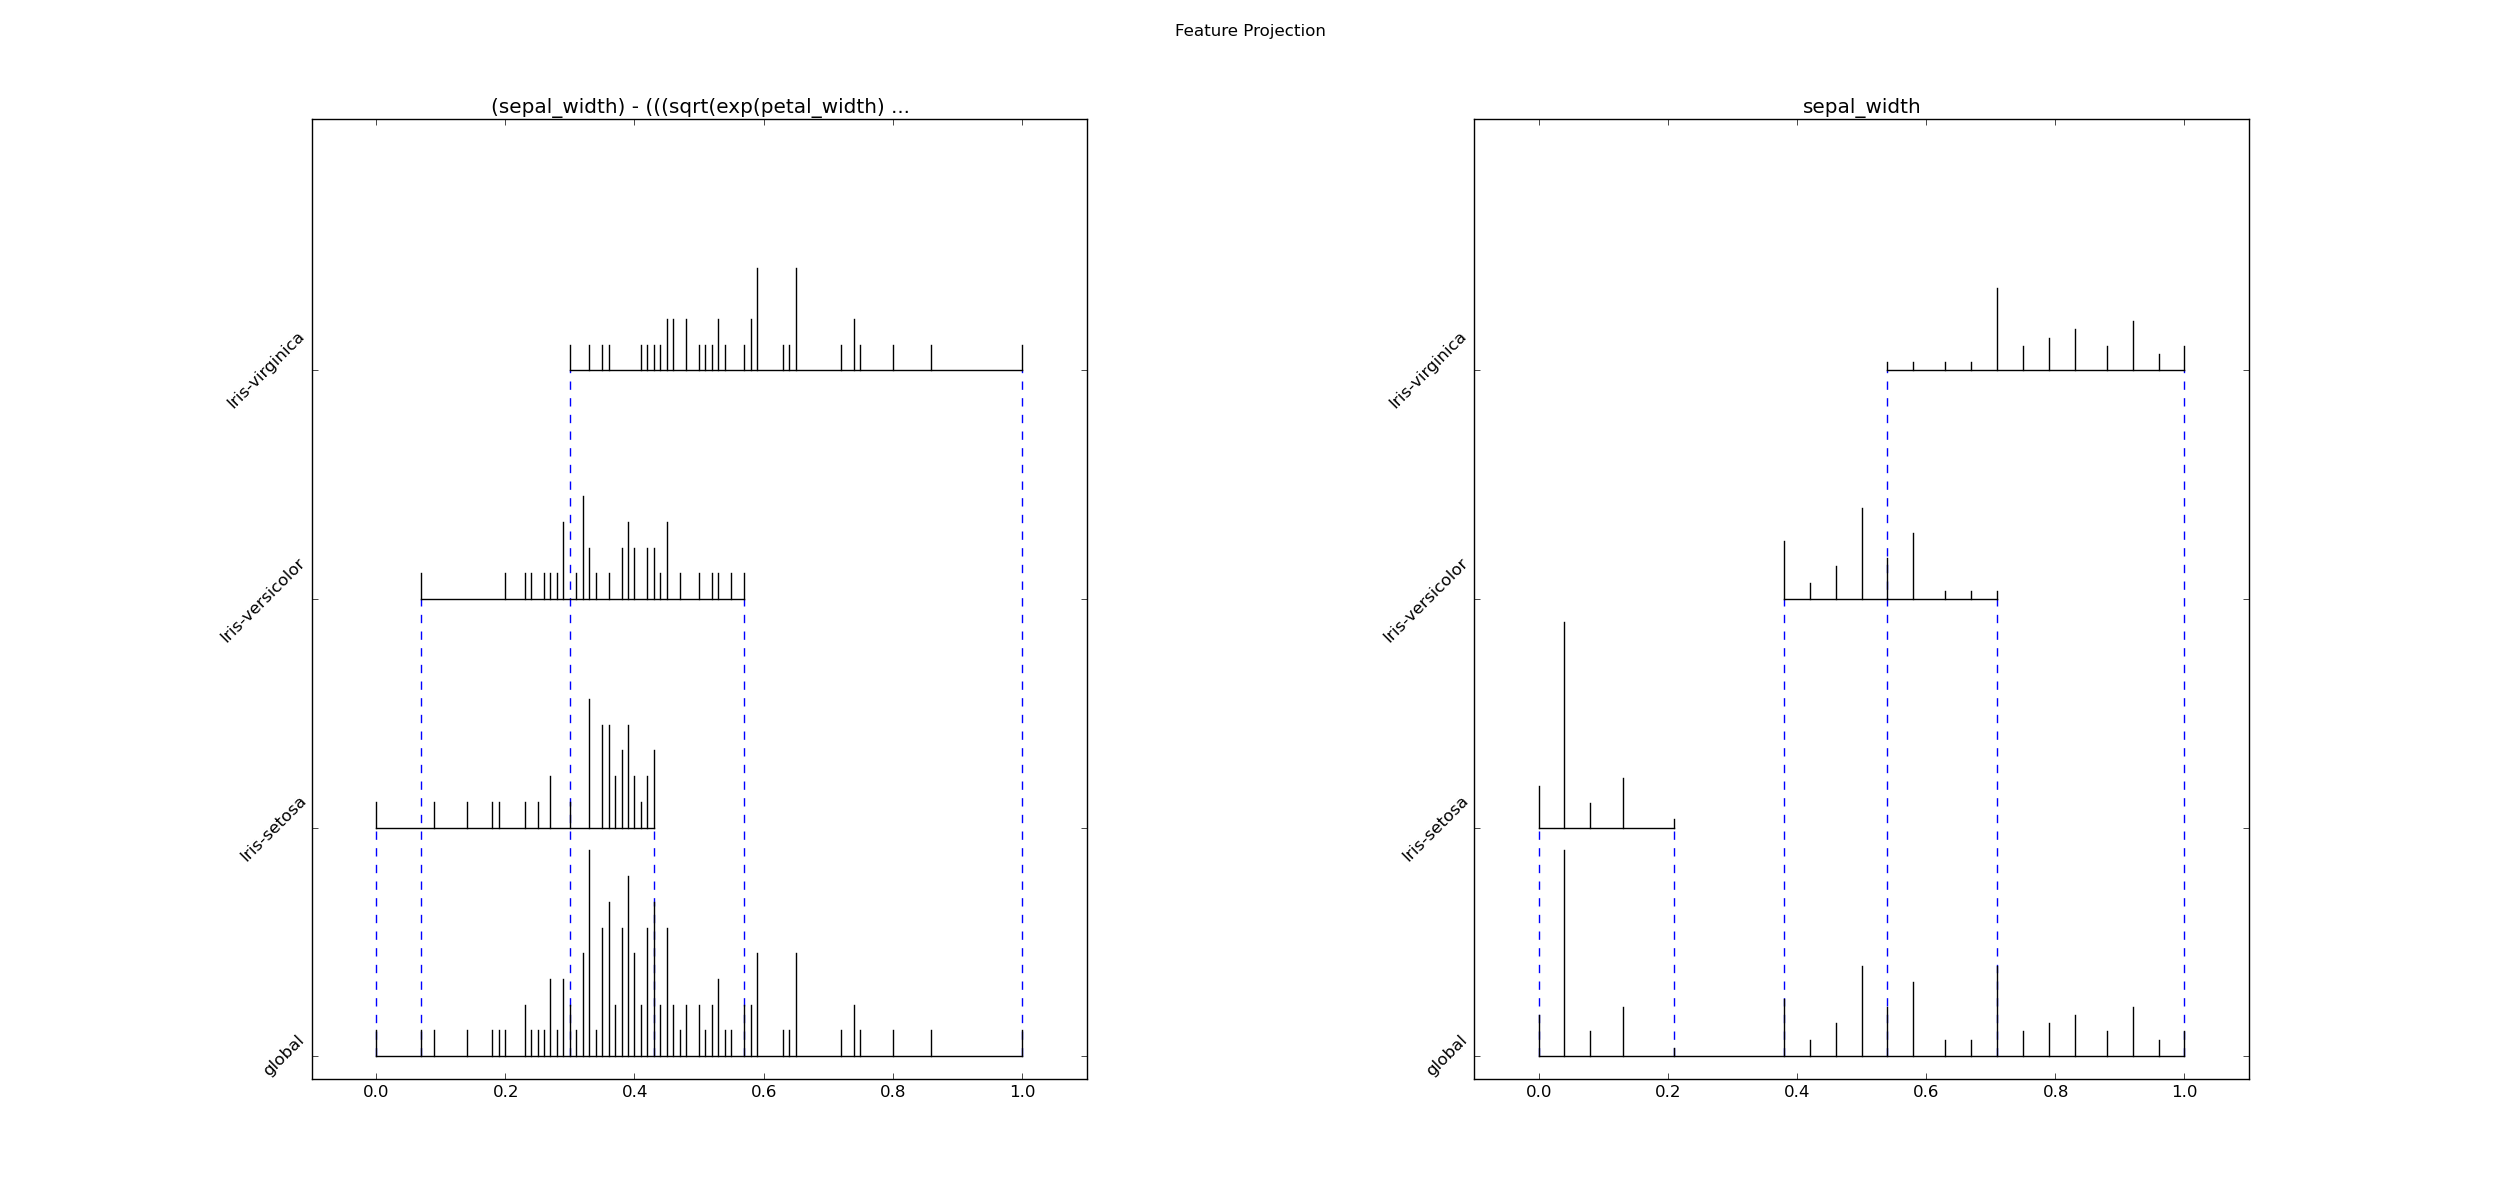 Feature Projection
(sepal_width) - (((sqrt(exp(petal_width) ...
Iris-virginica
Iris-versicolor
Iris-setosa
global
0.0 0.2 0.4 0.6 0.8 1.0
sepal_width
Iris-virginica
Iris-versicolor
Iris-setosa
global
0.0 0.2 0.4 0.6 0.8 1.0